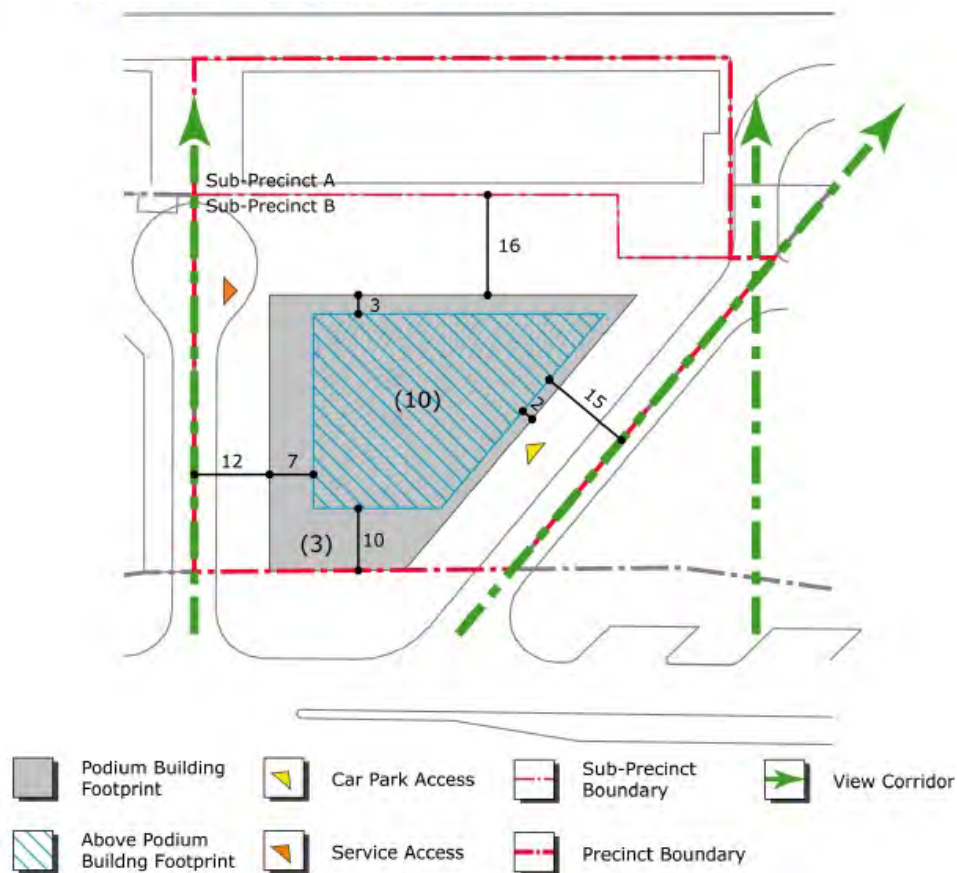 Sub-Precinct A
Sub-Precinct B
16
3
(10)
15
2
12
7
(3)
10
Podium Building
Footprint
Car Park Access
Sub-Precinct
Boundary
View Corridor
Above Podium
Buildng Footprint
Service Access
Precinct Boundary